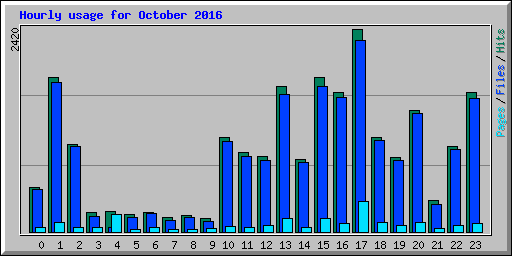 Hourly usage for October 2016
2420
Pages/Files/Hits
0 1 2 3 4 5 6 7 8 9 10 11 12 13 14 15 16 17 18 19 20 21 22 23